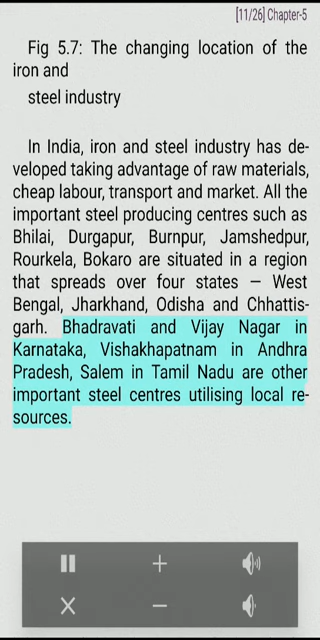 [11/26] Chapter-5
Fig 5.7: The changing location of the
iron and
steel industry
In India, iron and steel industry has de-
veloped taking advantage of raw materials,
cheap labour, transport and market. All the
important steel producing centres such as
Bhilai, Durgapur, Burnpur, Jamshedpur,
Rourkela, Bokaro are situated in a region
that spreads over four states – West
Bengal, Jharkhand, Odisha and Chhattis-
garh. Bhadravati and Vijay Nagar in
Karnataka, Vishakhapatnam in Andhra
Pradesh, Salem in Tamil Nadu are other
important steel centres utilising local re-
sources.